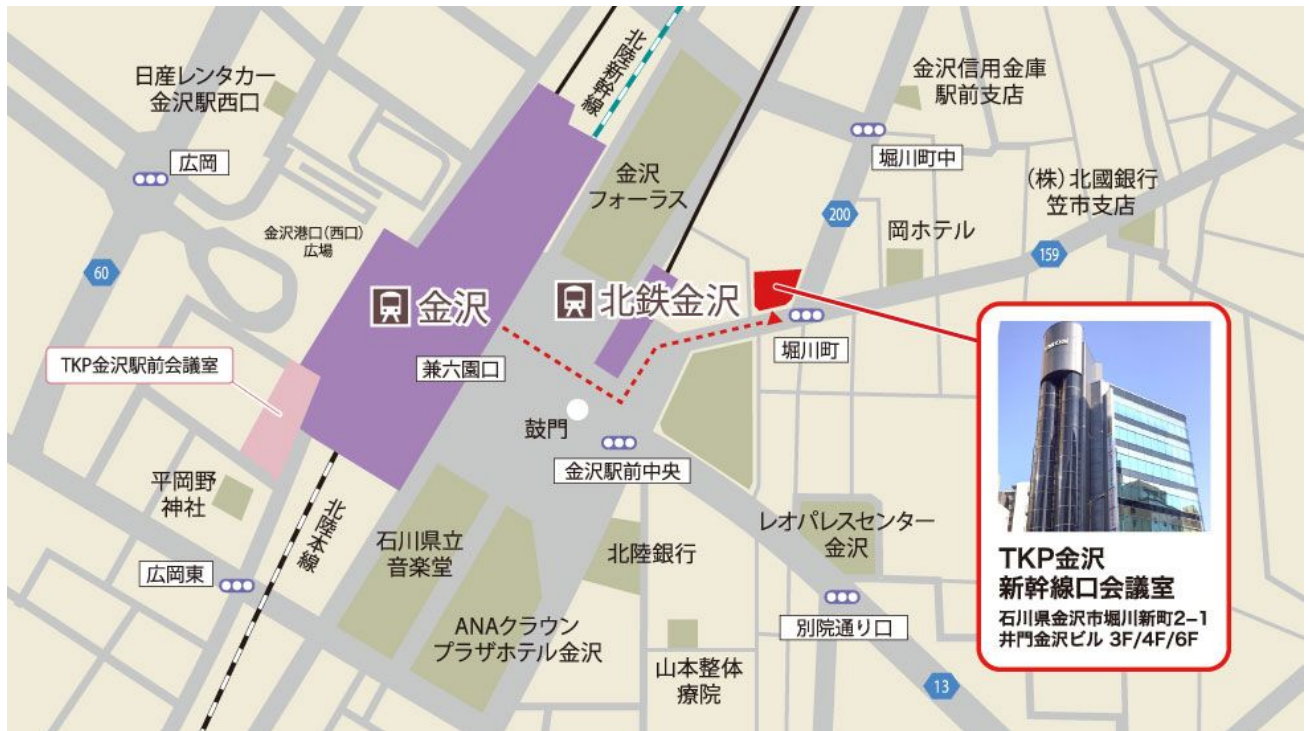 北陸新幹線
日産レンタカー
金沢駅西口
金沢信用金庫
駅前支店
広岡
堀川町中
金沢
フォーラス
(株)北國銀行
笠市支店
200
岡ホテル
金沢港口(西口)
広場
159
60
金沢
北鉄金沢
堀川町
TKP金沢駅前会議室
兼六園口
鼓門
金沢駅前中央
平岡野
神社
北陸本線
石川県立
音楽堂
北陸銀行
レオパレスセンター
金沢
広岡東
ANAクラウン
プラザホテル金沢
別院通り口
山本整体
療院
13
TKP金沢
新幹線口会議室
石川県金沢市堀川新町2−1
井門金沢ビル 3F/4F/6F